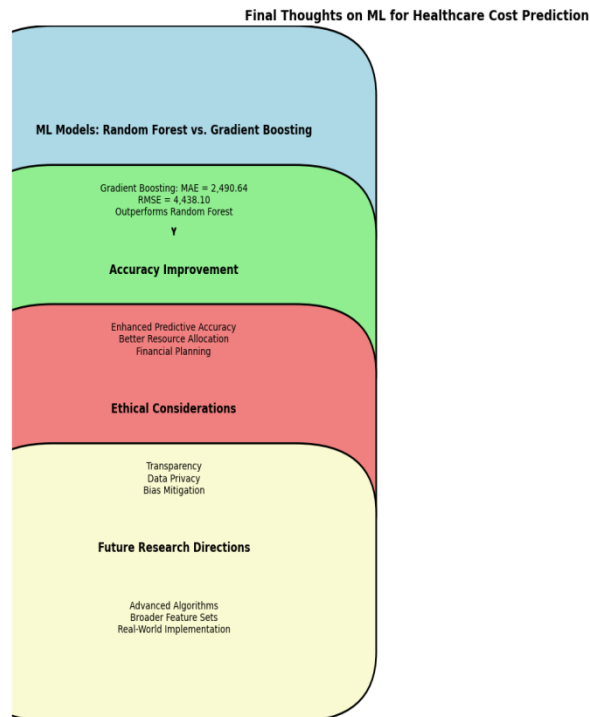 Final Thoughts on ML for Healthcare Cost Prediction
ML Models: Random Forest vs. Gradient Boosting
Gradient Boosting: MAE = 2,490.64
RMSE = 4,438.10
Outperforms Random Forest
Accuracy Improvement
Enhanced Predictive Accuracy
Better Resource Allocation
Financial Planning
Ethical Considerations
Transparency
Data Privacy
Bias Mitigation
Future Research Directions
Advanced Algorithms
Broader Feature Sets
Real-World Implementation